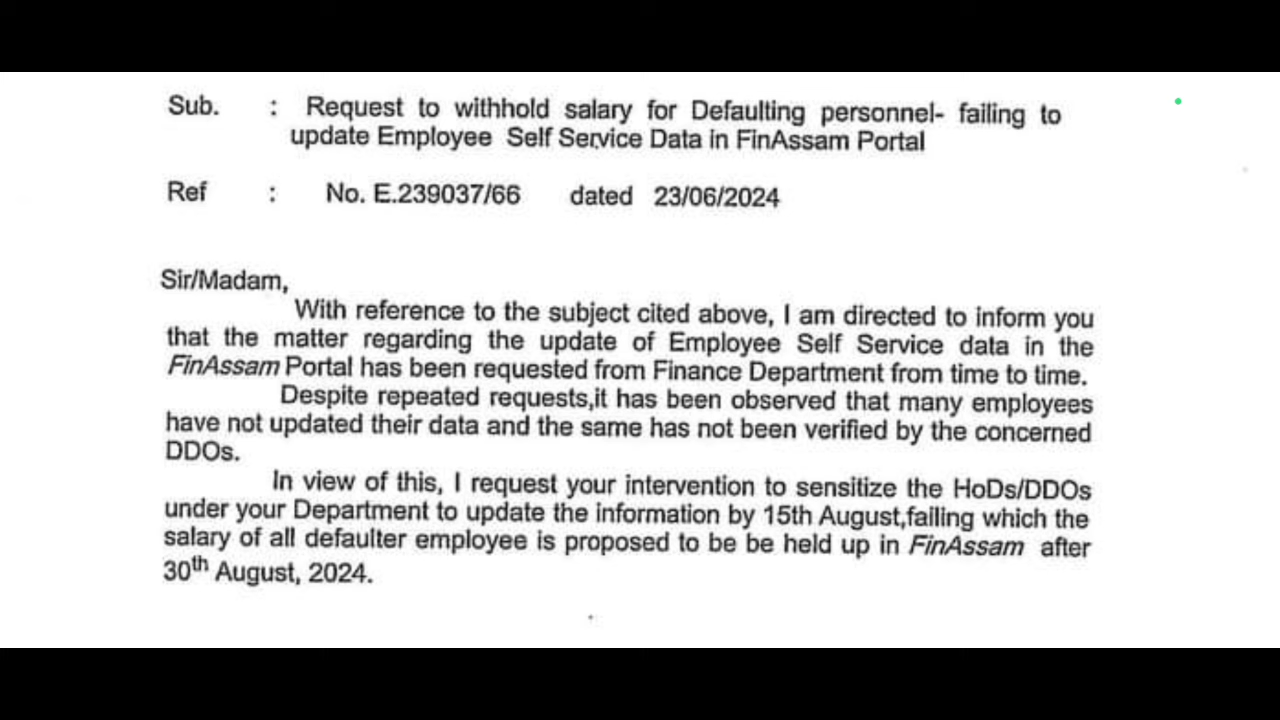 Sub. : Request to withhold salary for Defaulting personnel- failing to
update Employee Self Service Data in FinAssam Portal
Ref : No. E.239037/66 dated 23/06/2024
Sir/Madam,
With reference to the subject cited above, I am directed to inform you
that the matter regarding the update of Employee Self Service data in the
FinAssam Portal has been requested from Finance Department from time to time.
Despite repeated requests,it has been observed that many employees
have not updated their data and the same has not been verified by the concerned
DDOs.
In view of this, I request your intervention to sensitize the HoDs/DDOs
under your Department to update the information by 15th August,failing which the
salary of all defaulter employee is proposed to be be held up in FinAssam after
30th August, 2024.